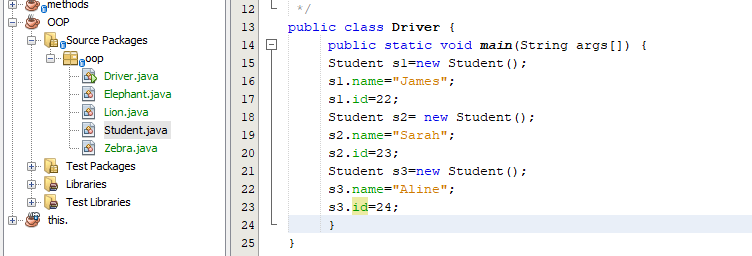 methods
OOP
Source Packages
oop
Driver.java
Elephant.java
Lion.java
Student.java
Zebra.java
Test Packages
Libraries
Test Libraries
this.
12 */
13 public class Driver {
14 public static void main(String args[]) {
15 Student s1=new Student();
16 s1.name="James";
17 s1.id=22;
18 Student s2= new Student();
19 s2.name="Sarah";
20 s2.id=23;
21 Student s3=new Student();
22 s3.name="Aline";
23 s3.id=24;
24 }
25 }